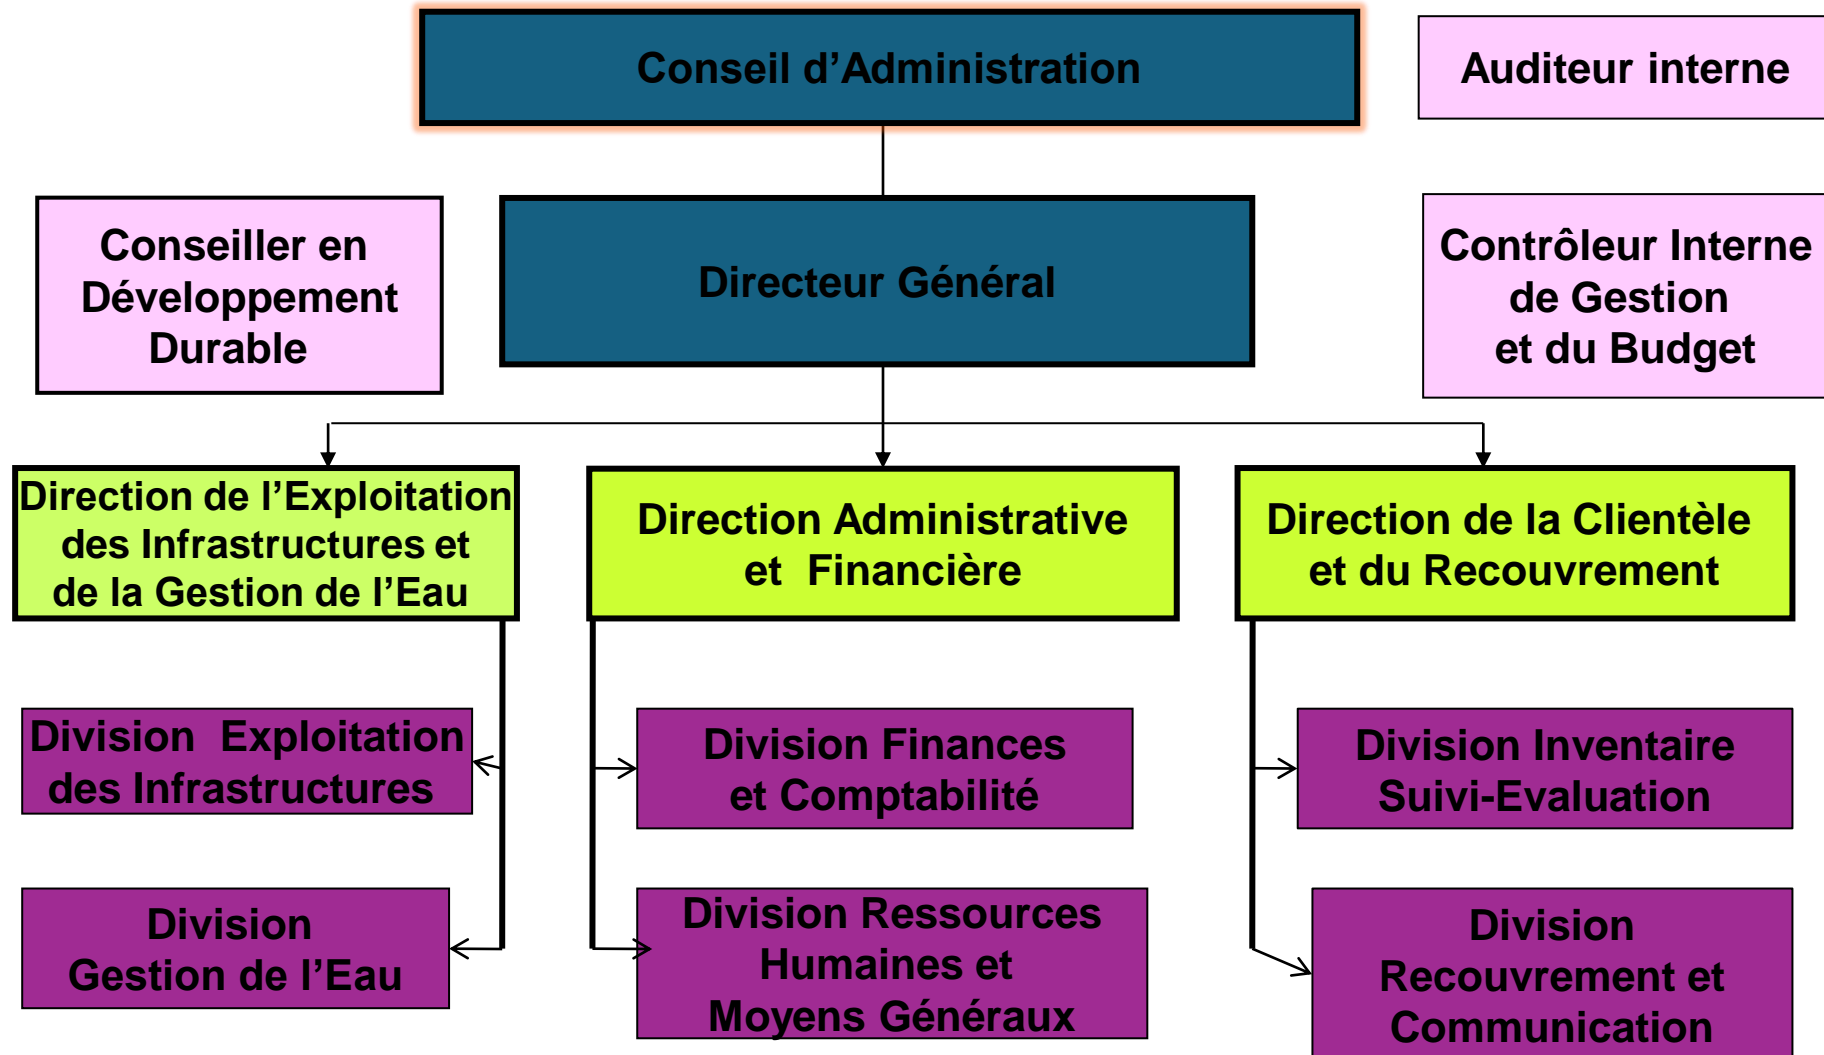 Conseil d’Administration
Auditeur interne
Conseiller en
Développement
Durable
Directeur Général
Contrôleur Interne
de Gestion
et du Budget
Direction de l’Exploitation
des Infrastructures et
de la Gestion de l’Eau
Direction Administrative
et Financière
Direction de la Clientèle
et du Recouvrement
Division Exploitation
des Infrastructures
Division Finances
et Comptabilité
Division Inventaire
Suivi-Evaluation
Division
Gestion de l’Eau
Division Ressources
Humaines et
Moyens Généraux
Division
Recouvrement et
Communication